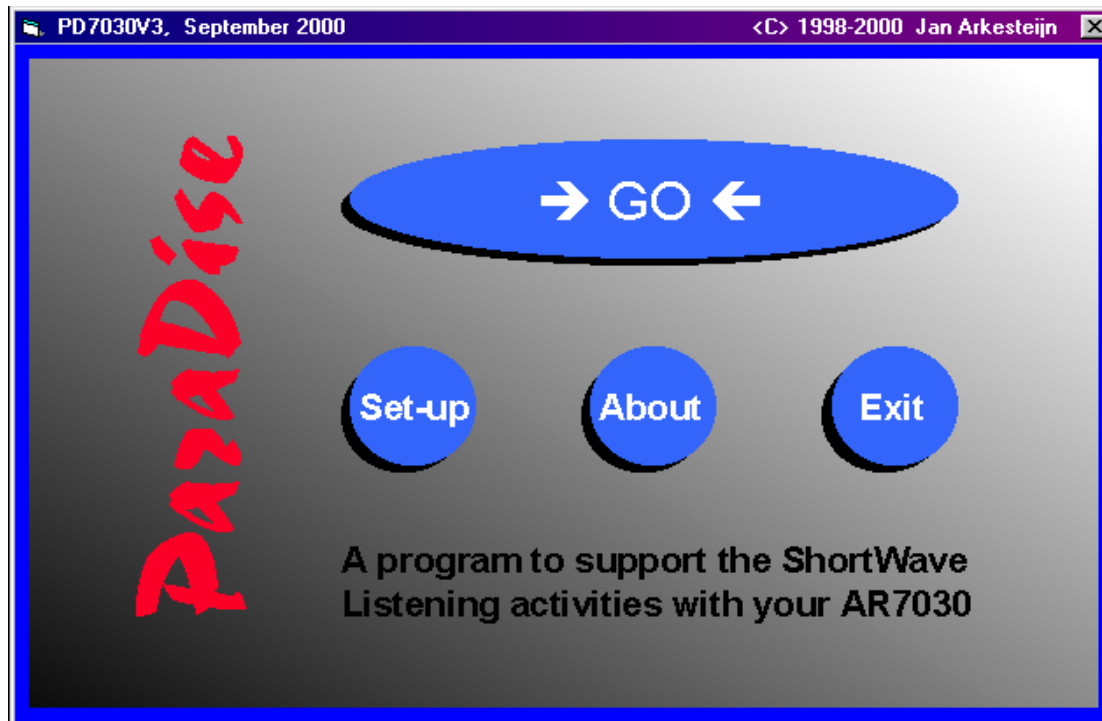 PD7030V3, September 2000 <C> 1998-2000 Jan Arkesteijn
ParaDise
→ GO ←
Set-up About Exit
A program to support the ShortWave
Listening activities with your AR7030